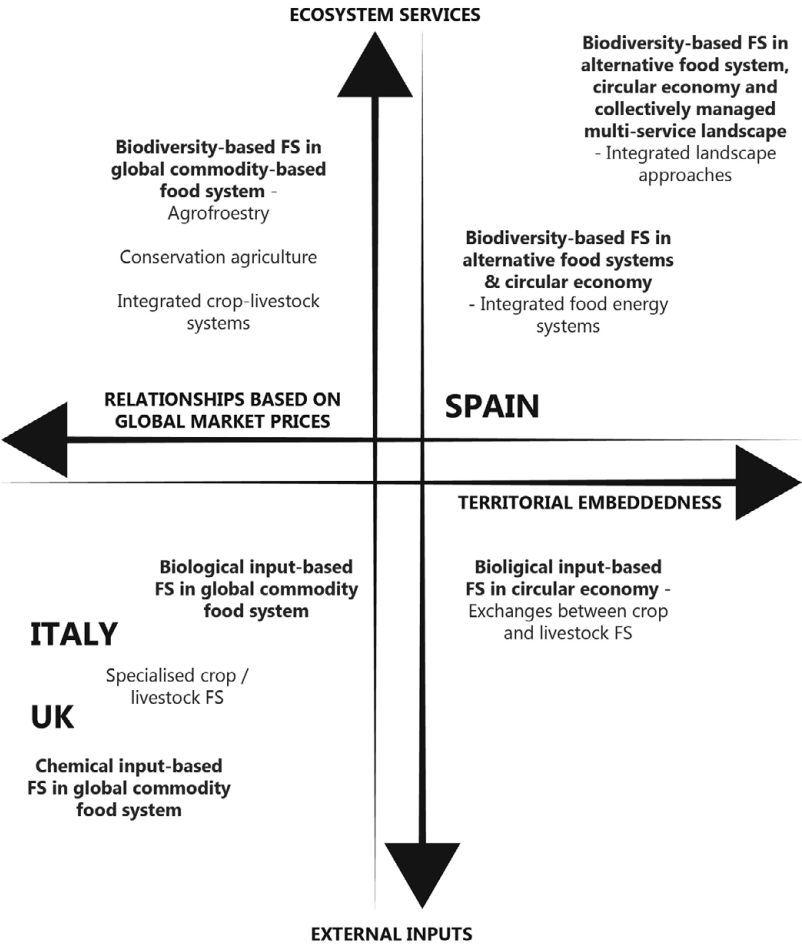 ECOSYSTEM SERVICES
Biodiversity-based FS in
alternative food system,
circular economy and
collectively managed
multi-service landscape
- Integrated landscape
approaches
Biodiversity-based FS in
global commodity-based
food system -
Agrofroestry
Conservation agriculture
Integrated crop-livestock
systems
Biodiversity-based FS in
alternative food systems
& circular economy
- Integrated food energy
systems
RELATIONSHIPS BASED ON
GLOBAL MARKET PRICES
SPAIN
TERRITORIAL EMBEDDEDNESS
Biological input-based
FS in global commodity
food system
Bioligical input-based
FS in circular economy -
Exchanges between crop
and livestock FS
ITALY
Specialised crop /
livestock FS
UK
Chemical input-based
FS in global commodity
food system
EXTERNAL INPUTS